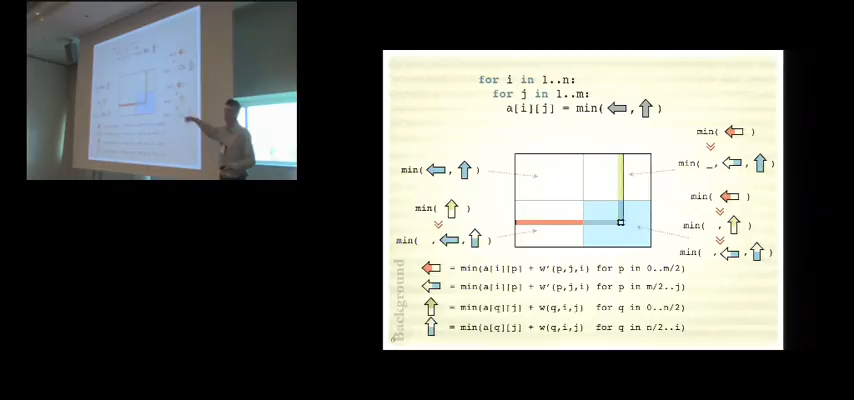 for i in 1..n:
for j in 1..m:
a[i][j] = min( , )
min( )
min( _, , )
min( , )
min( )
min( , , )
min( )
min( , )
min( , , )
= min(a[i][p] + w'(p,j,i) for p in 0..m/2)
= min(a[i][p] + w'(p,j,i) for p in m/2..j)
= min(a[q][j] + w(q,i,j) for q in 0..n/2)
= min(a[q][j] + w(q,i,j) for q in n/2..i)
Background